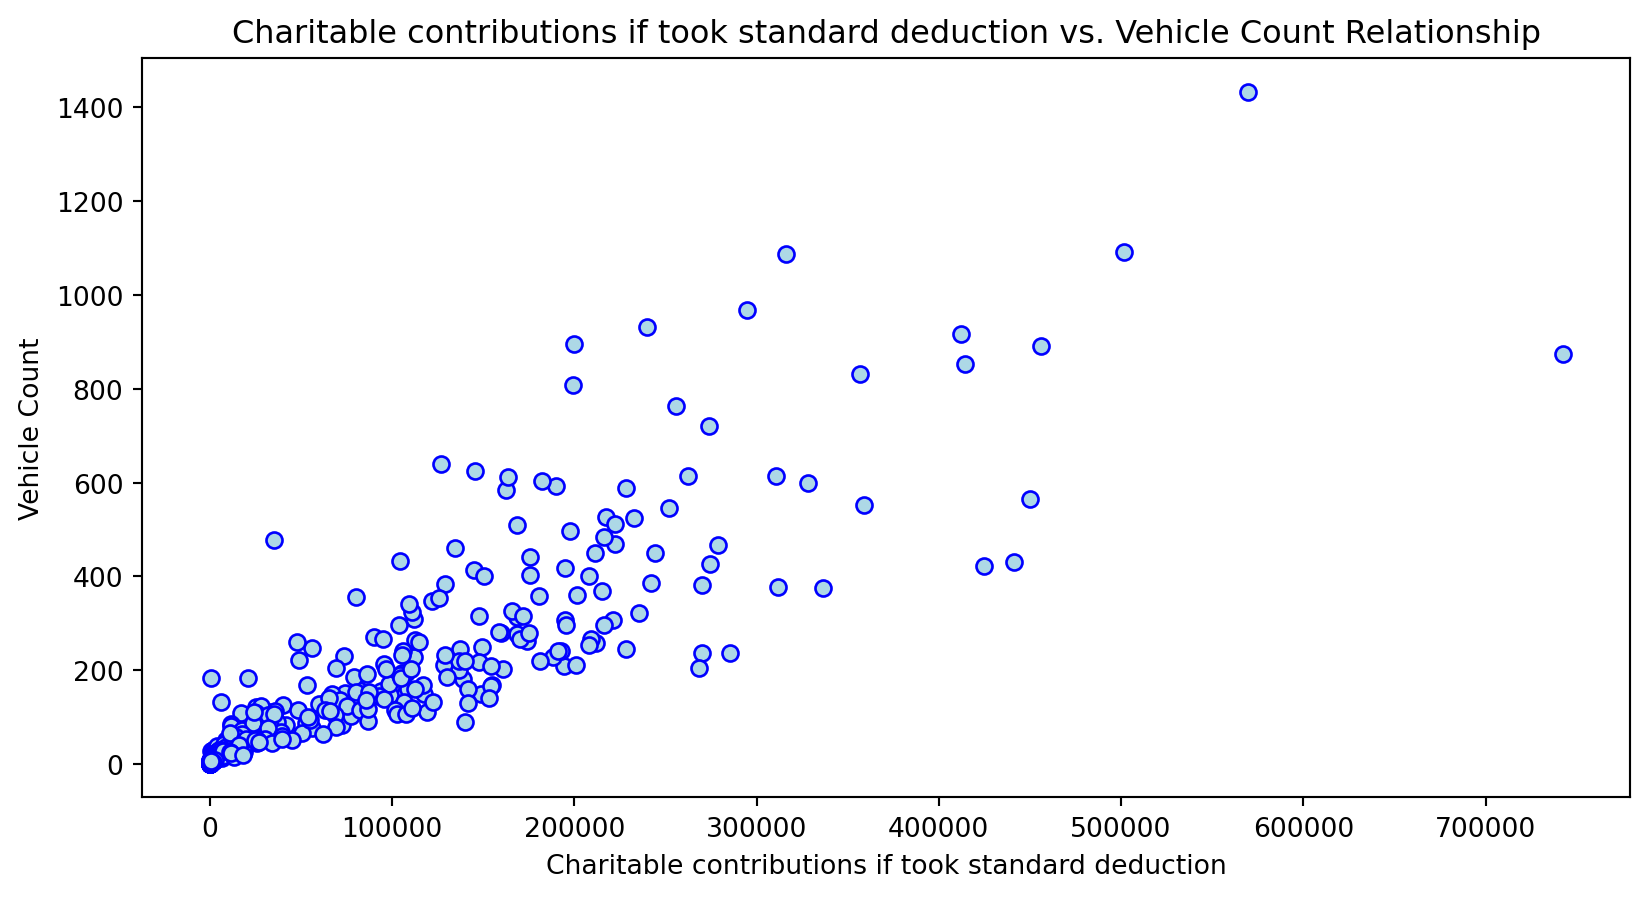 Charitable contributions if took standard deduction vs. Vehicle Count Relationship
1400
1200
1000
800
600
400
200
0
Vehicle Count
0 100000 200000 300000 400000 500000 600000 700000
Charitable contributions if took standard deduction